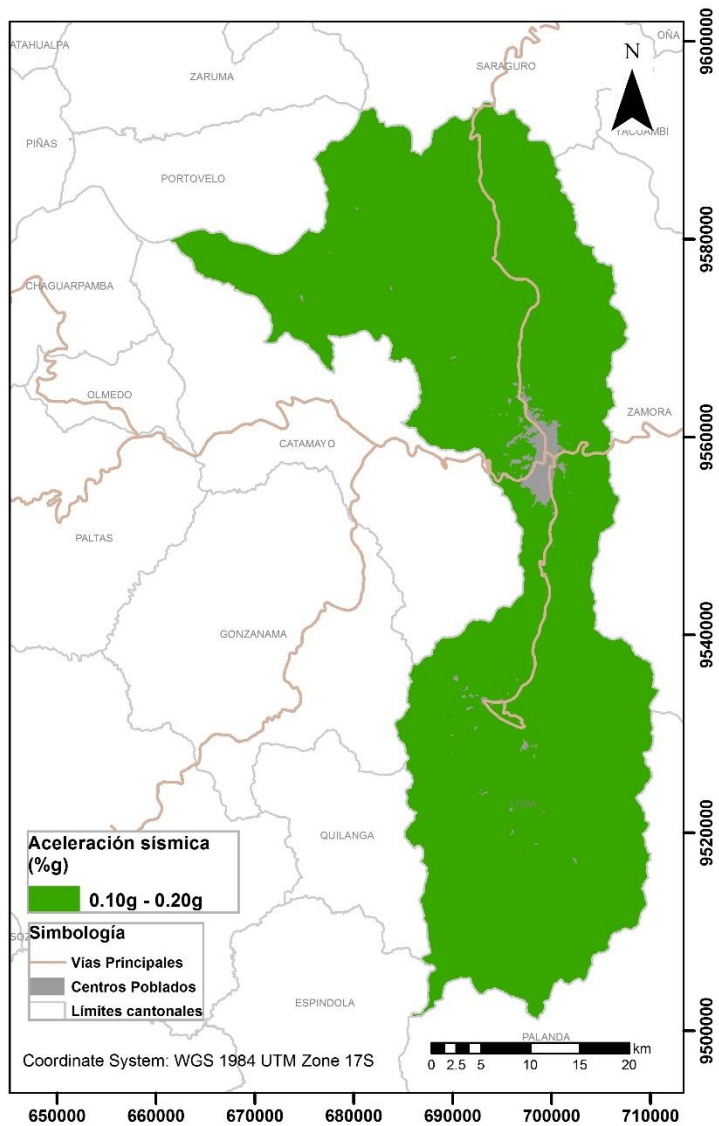 ATAHUALPA
OÑA
N
SARAGURO
ZARUMA
YACUAMBI
PIÑAS
PORTOVELO
CHAGUARPAMBA
OLMEDO
ZAMORA
CATAMAYO
PALTAS
GONZANAMA
LOJA
QUILANGA
SOZ
ESPINDOLA
PALANDA
Aceleración sísmica
(%g)
0.10g - 0.20g
Simbología
Vías Principales
Centros Poblados
Límites cantonales
Coordinate System: WGS 1984 UTM Zone 17S
km
0 2.5 5 10 15 20
9600000
9580000
9560000
9540000
9520000
9500000
650000 660000 670000 680000 690000 700000 710000